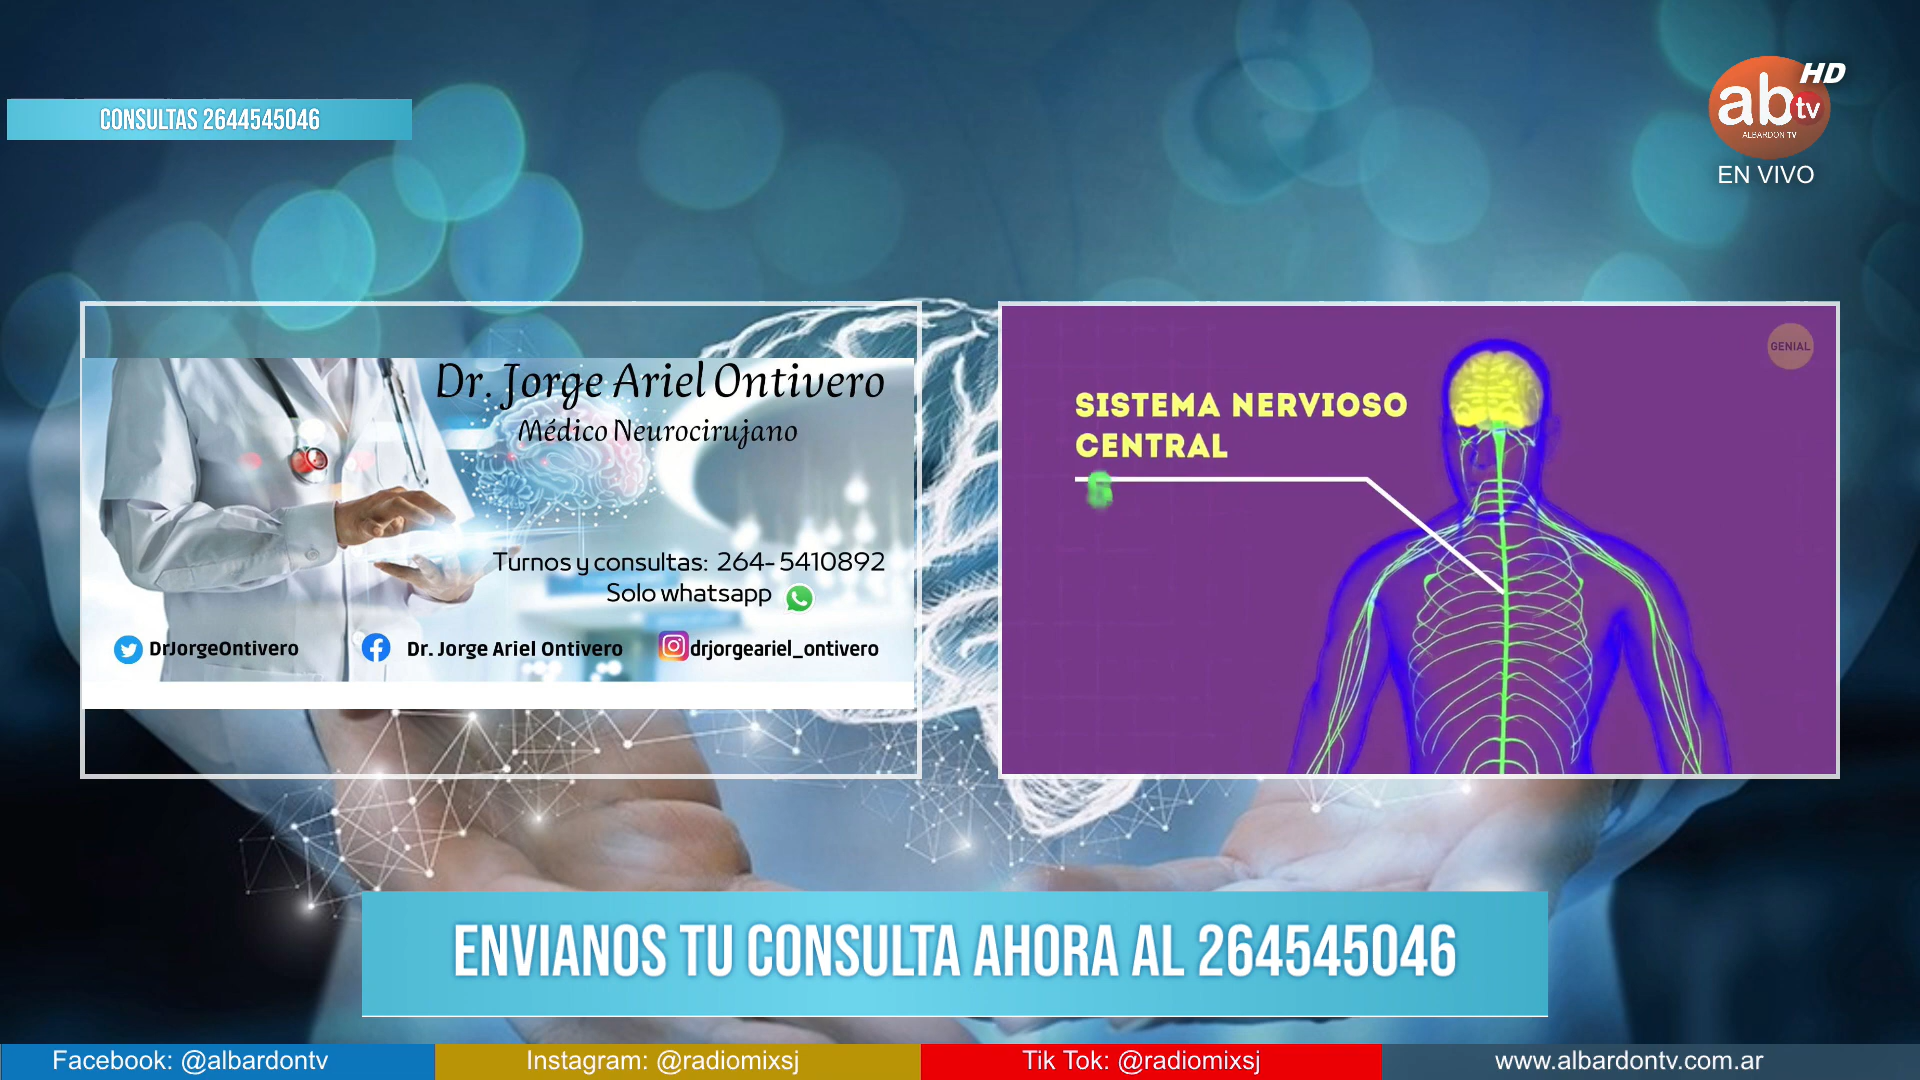 CONSULTAS 2644545046
HD
ab tv
ALBARDON TV
EN VIVO
Dr. Jorge Ariel Ontivero
Médico Neurocirujano
Turnos y consultas: 264-5410892
Solo whatsapp
DrJorgeOntivero
Dr. Jorge Ariel Ontivero
drjorgeariel_ontivero
GENIAL
SISTEMA NERVIOSO
CENTRAL
ENVIANOS TU CONSULTA AHORA AL 264545046
Facebook: @albardontv
Instagram: @radiomixsj
Tik Tok: @radiomixsj
www.albardontv.com.ar